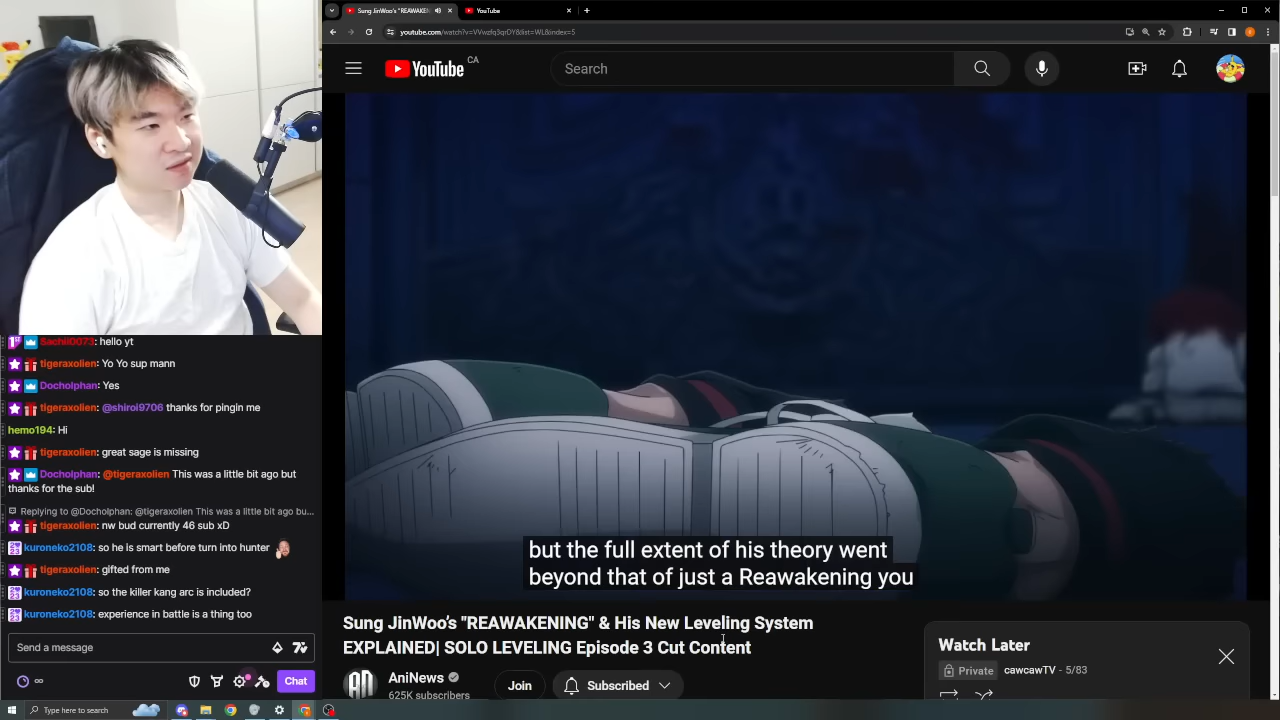 Sung JinWoo's "REAWAKEN
YouTube
youtube.com/watch?v=VVwzfq3qrDY&list=WL&index=5
YouTube CA
Search
Sachii0073: hello yt
tigeraxolien: Yo Yo sup mann
Docholphan: Yes
tigeraxolien: @shiroi9706 thanks for pingin me
hemo194: Hi
tigeraxolien: great sage is missing
Docholphan: @tigeraxolien This was a little bit ago but
thanks for the sub!
Replying to @Docholphan: @tigeraxolien This was a little bit ago bu...
tigeraxolien: nw bud currently 46 sub xD
kuroneko2108: so he is smart before turn into hunter
tigeraxolien: gifted from me
kuroneko2108: so the killer kang arc is included?
kuroneko2108: experience in battle is a thing too
Send a message
Chat
Type here to search
but the full extent of his theory went
beyond that of just a Reawakening you
Sung JinWoo's "REAWAKENING" & His New Leveling System
EXPLAINED| SOLO LEVELING Episode 3 Cut Content
AN
AniNews
625K subscribers
Join
Subscribed
Watch Later
Private cawcawTV - 5/83